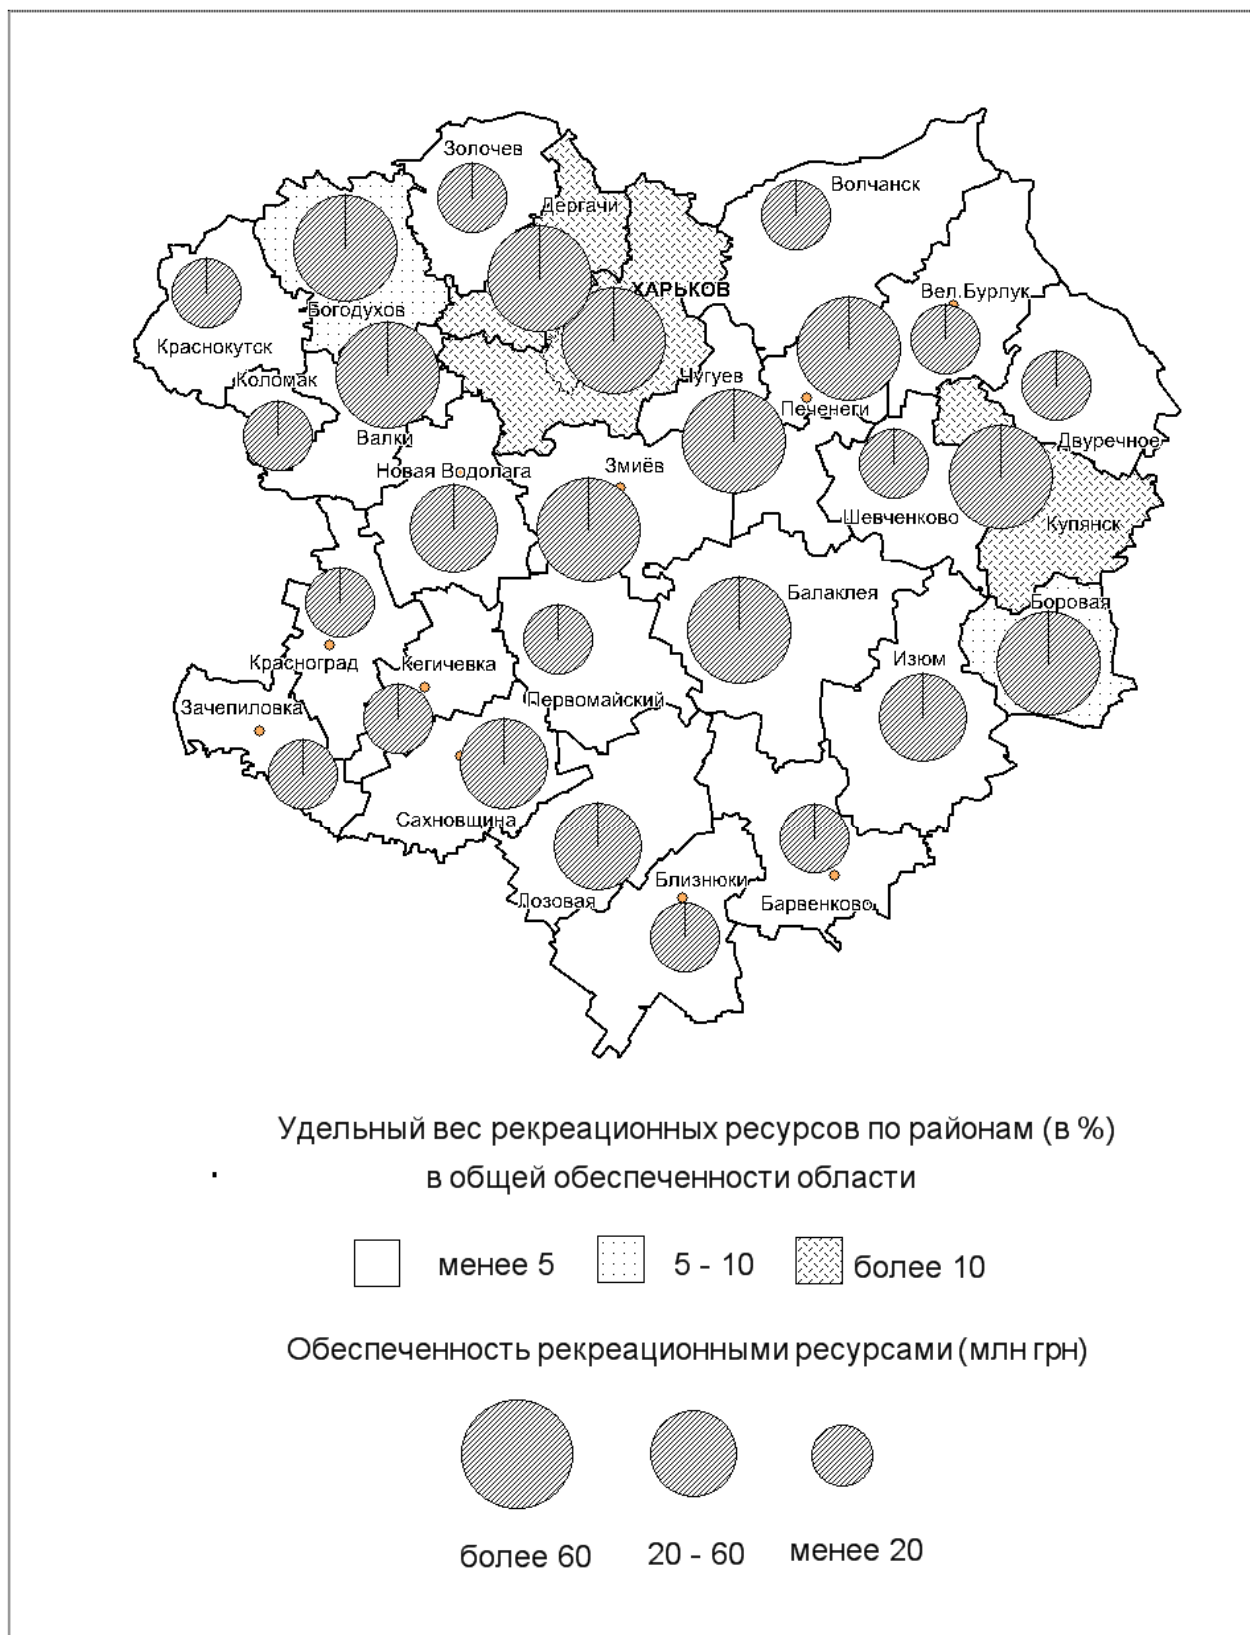 Золочев
Волчанск
Дергачи
ХАРЬКОВ
Вел.Бурлук
Богодухов
Краснокутск
Коломак
Чугуев
Печенеги
Валки
Двуречное
Новая Водолага
Змиёв
Шевченково
Купянск
Балаклея
Боровая
Красноград
Кегичевка
Изюм
Зачепиловка
Первомайский
Сахновщина
Близнюки
Лозовая
Барвенково
Удельный вес рекреационных ресурсов по районам (в %)
в общей обеспеченности области
менее 5 5 - 10 более 10
Обеспеченность рекреационными ресурсами (млн грн)
более 60 20 - 60 менее 20